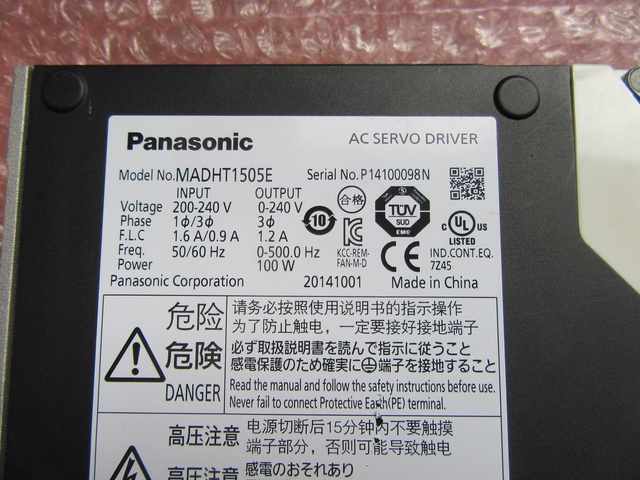 Panasonic AC SERVO DRIVER
Model No.MADHT1505E Serial No.P14100098N
INPUT OUTPUT
Voltage 200-240 V 0-240 V
Phase 1ϕ/3ϕ 3ϕ
F.L.C 1.6 A/0.9 A 1.2 A
Freq. 50/60 Hz 0-500.0 Hz
Power 100 W
合格
10
KCC-REM-
FAN-M-D
TÜV
SUD
EMC
CE
c UL US
LISTED
IND.CONT.EQ.
7Z45
Panasonic Corporation 20141001 Made in China
危险
危険
DANGER
请务必按照使用说明书的指示操作
为了防止触电，一定要接好接地端子
必ず取扱説明書を読んで指示に従うこと
感電保護のため確実に⏚端子を接地すること
Read the manual and follow the safety instructions before use.
Never fail to connect Protective Earth(PE) terminal.
高压注意
高圧注意
电源切断后15分钟内不要触摸
端子部分，否则可能导致触电
感電のおそれあり